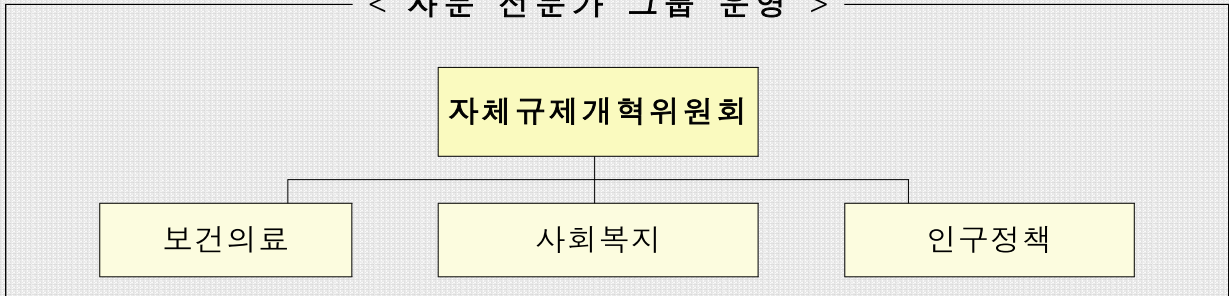 < 자문 전문가 그룹 운영 >
자체규제개혁위원회
보건의료
사회복지
인구정책